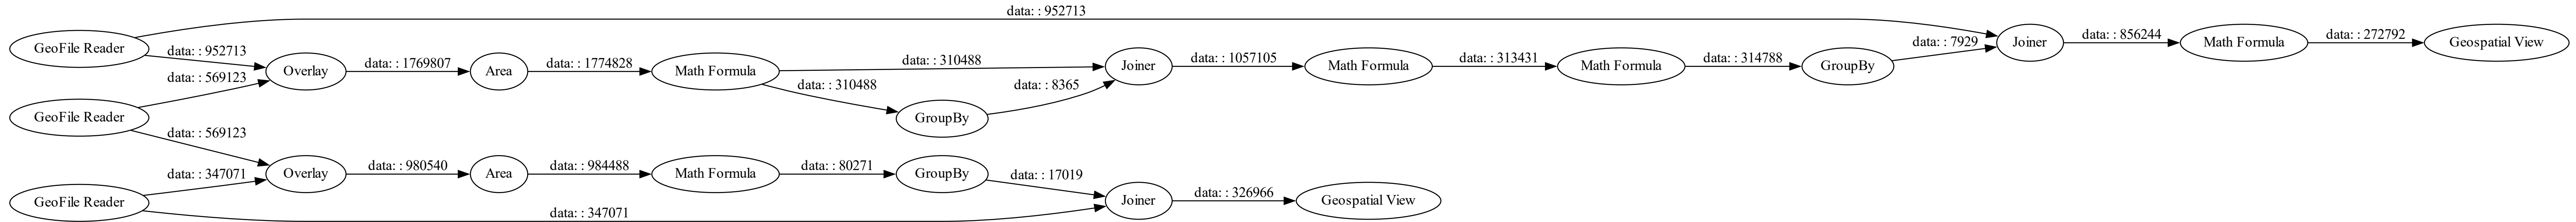 data: : 952713
GeoFile Reader
data: : 952713
data: : 569123
Overlay
data: : 1769807
Area
data: : 1774828
Math Formula
data: : 310488
data: : 310488
GroupBy
data: : 8365
Joiner
data: : 1057105
Math Formula
data: : 313431
Math Formula
data: : 314788
GroupBy
data: : 7929
Joiner
data: : 856244
Math Formula
data: : 272792
Geospatial View
GeoFile Reader
data: : 569123
data: : 347071
GeoFile Reader
Overlay
data: : 980540
Area
data: : 984488
Math Formula
data: : 80271
GroupBy
data: : 17019
data: : 347071
Joiner
data: : 326966
Geospatial View